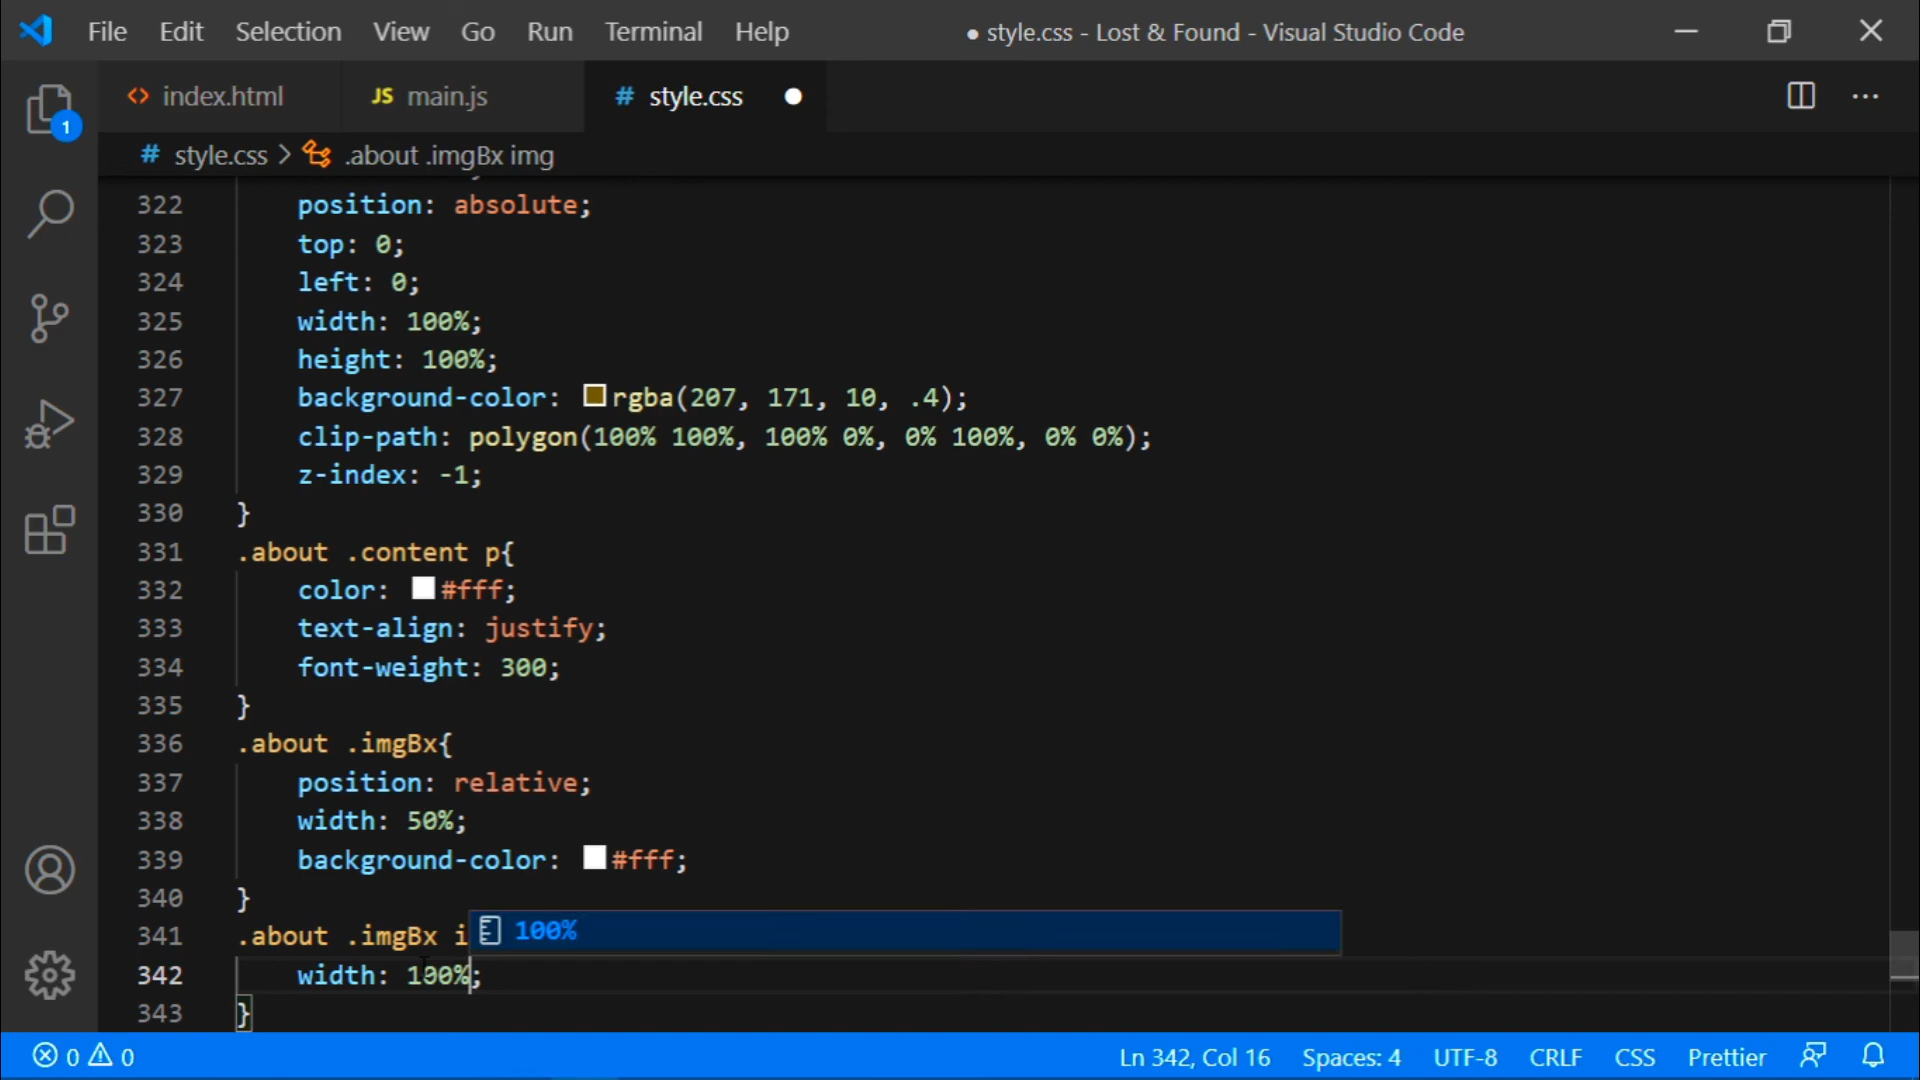 File Edit Selection View Go Run Terminal Help ● style.css - Lost & Found - Visual Studio Code
<> index.html JS main.js # style.css ●
# style.css > .about .imgBx img
322 position: absolute;
323 top: 0;
324 left: 0;
325 width: 100%;
326 height: 100%;
327 background-color: rgba(207, 171, 10, .4);
328 clip-path: polygon(100% 100%, 100% 0%, 0% 100%, 0% 0%);
329 z-index: -1;
330 }
331 .about .content p{
332 color: #fff;
333 text-align: justify;
334 font-weight: 300;
335 }
336 .about .imgBx{
337 position: relative;
338 width: 50%;
339 background-color: #fff;
340 }
341 .about .imgBx i 100%
342 width: 100%;
343 }
1
0 0 Ln 342, Col 16 Spaces: 4 UTF-8 CRLF CSS Prettier